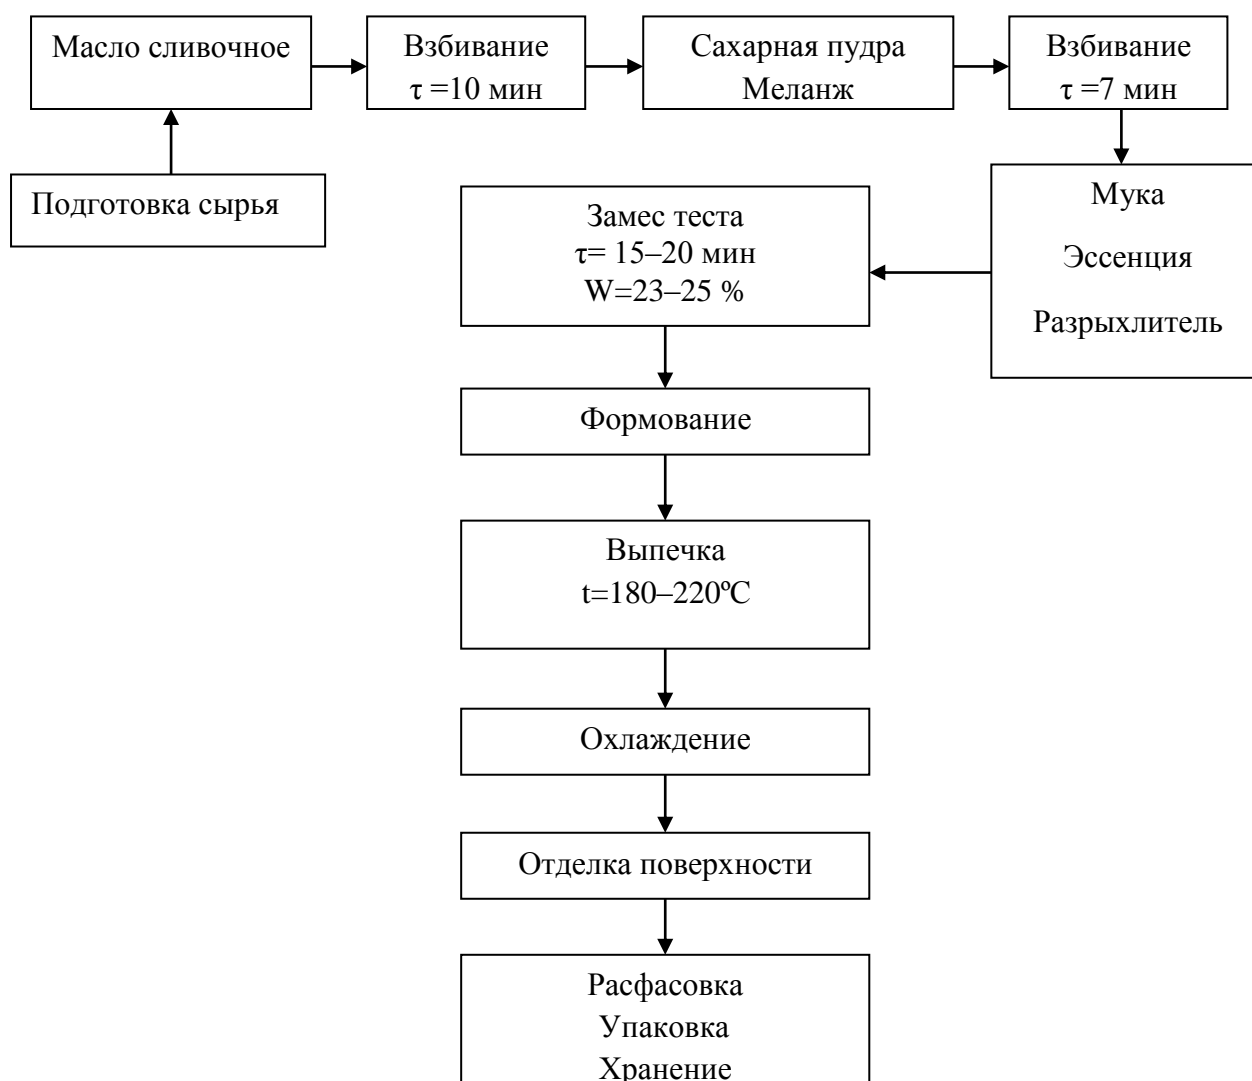 Подготовка сырья
Масло сливочное
Взбивание
τ =10 мин
Сахарная пудра
Меланж
Взбивание
τ =7 мин
Мука
Эссенция
Разрыхлитель
Замес теста
τ= 15–20 мин
W=23–25 %
Формование
Выпечка
t=180–220ºС
Охлаждение
Отделка поверхности
Расфасовка
Упаковка
Хранение